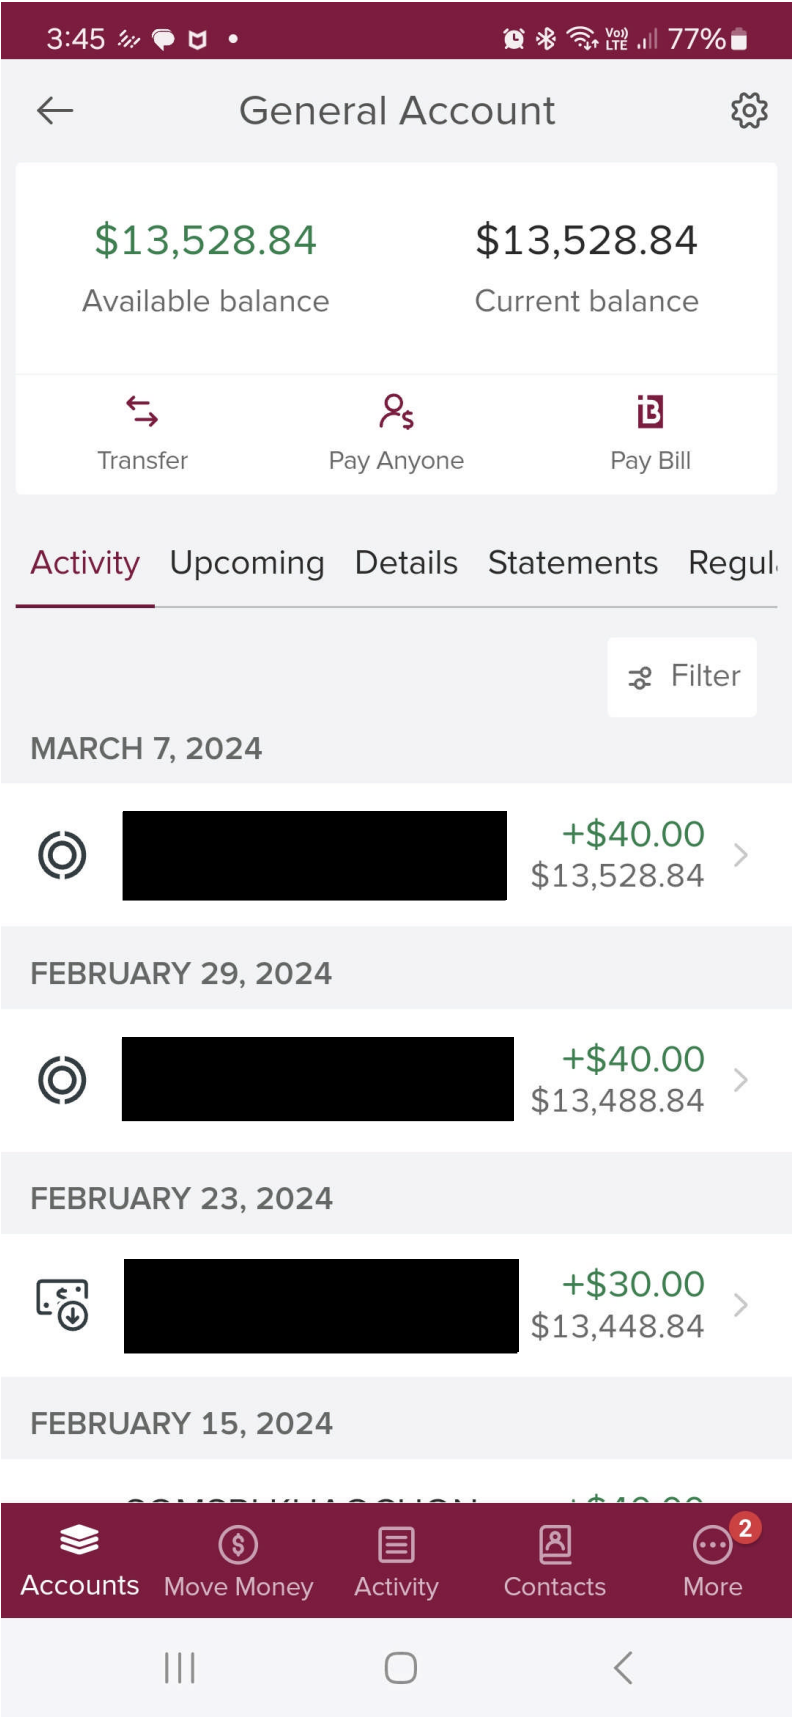 3:45
Vo))
LTE
77%
General Account
$13,528.84
$13,528.84
Available balance
Current balance
Transfer
Pay Anyone
Pay Bill
Activity
Upcoming
Details
Statements
Regul
Filter
MARCH 7, 2024
+$40.00
$13,528.84
FEBRUARY 29, 2024
+$40.00
$13,488.84
FEBRUARY 23, 2024
+$30.00
$13,448.84
FEBRUARY 15, 2024
2
Accounts
Move Money
Activity
Contacts
More